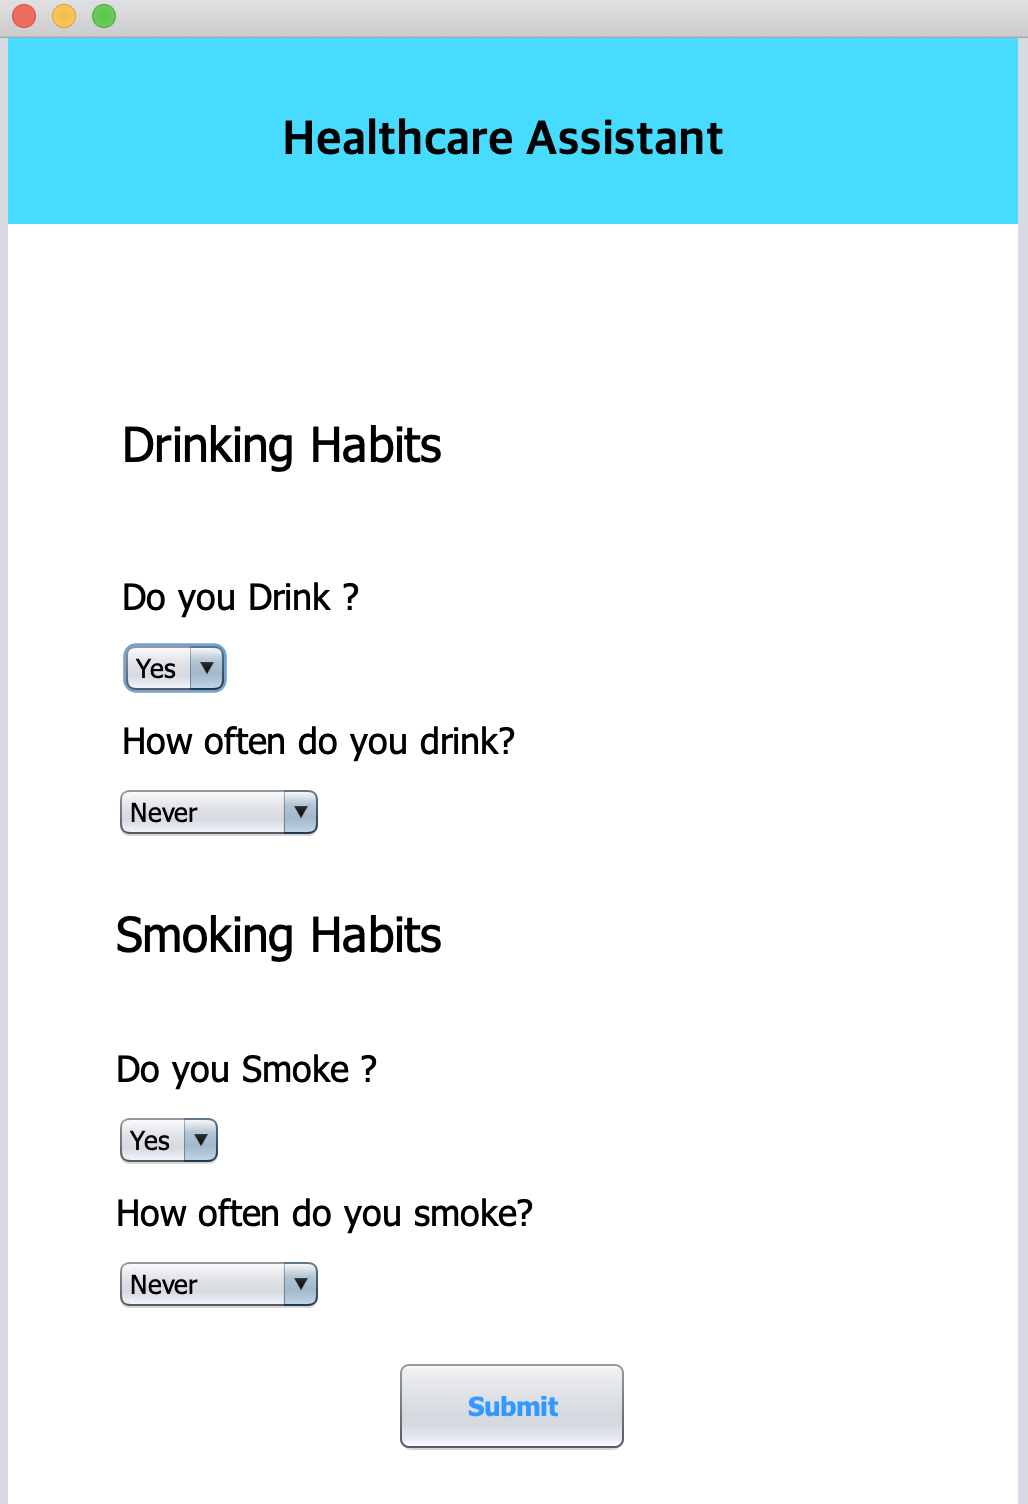 Healthcare Assistant
Drinking Habits
Do you Drink ?
Yes
How often do you drink?
Never
Smoking Habits
Do you Smoke ?
Yes
How often do you smoke?
Never
Submit